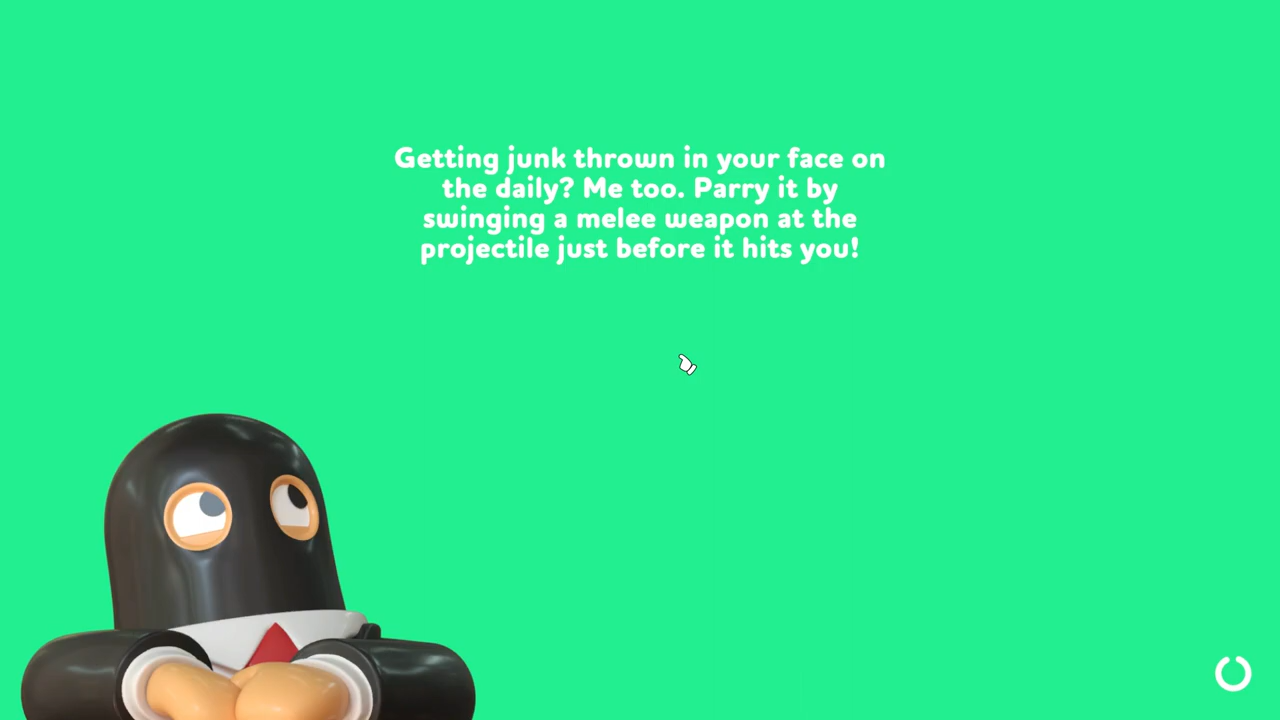 Getting junk thrown in your face on
the daily? Me too. Parry it by
swinging a melee weapon at the
projectile just before it hits you!